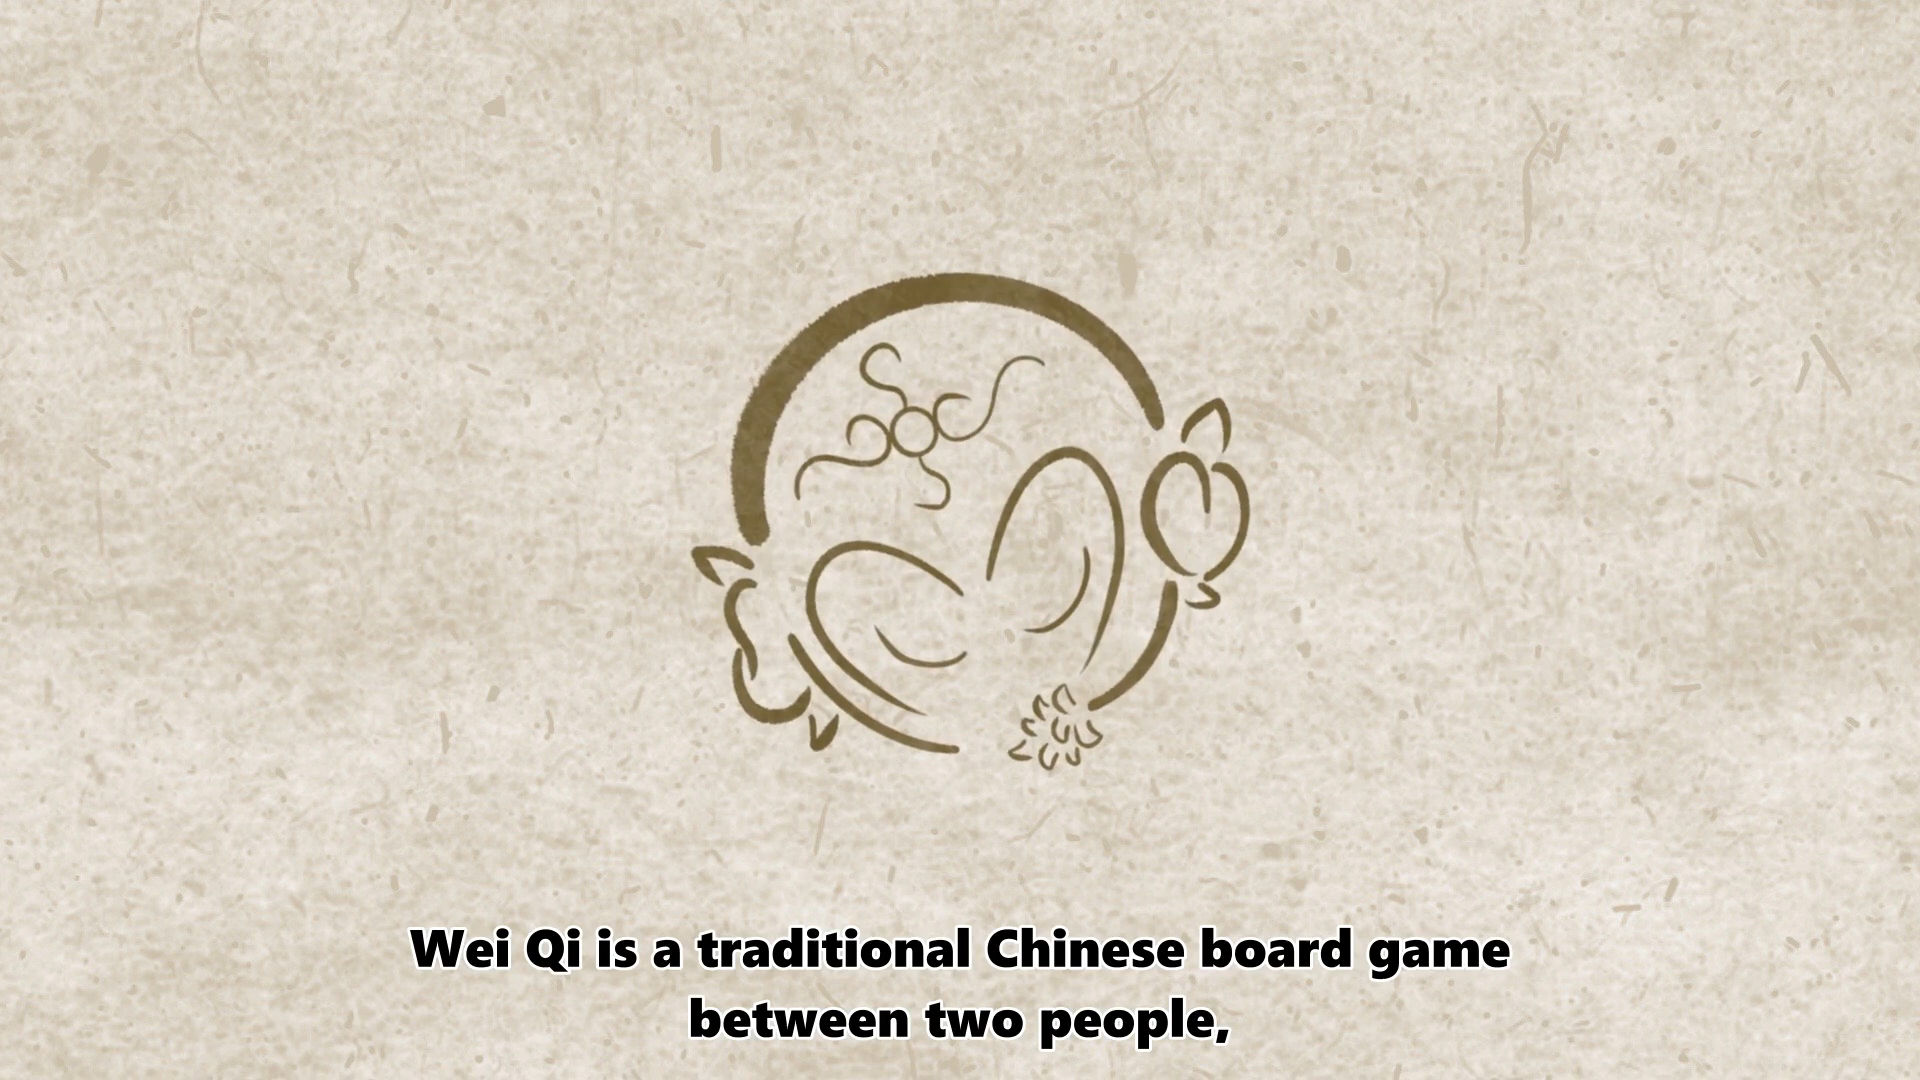 Wei Qi is a traditional Chinese board game
between two people,